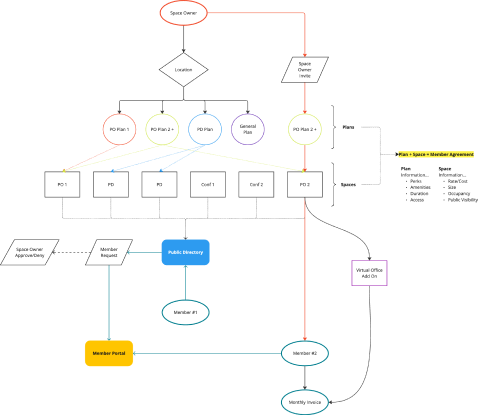 Space Owner
Location
Space
Owner
Invite
PO Plan 1
PO Plan 2 +
PD Plan
General
Plan
PO Plan 2 +
Plans
Plan + Space + Member Agreement
Plan
Information...
• Perks
• Amenities
• Duration
• Access
Space
Information...
• Rate/Cost
• Size
• Occupancy
• Public Visibility
PO 1
PD
PD
Conf 1
Conf 2
PO 2
Spaces
Space Owner
Approve/Deny
Member
Request
Public Directory
Virtual Office
Add On
Member #1
Member Portal
Member #2
Monthly Invoice